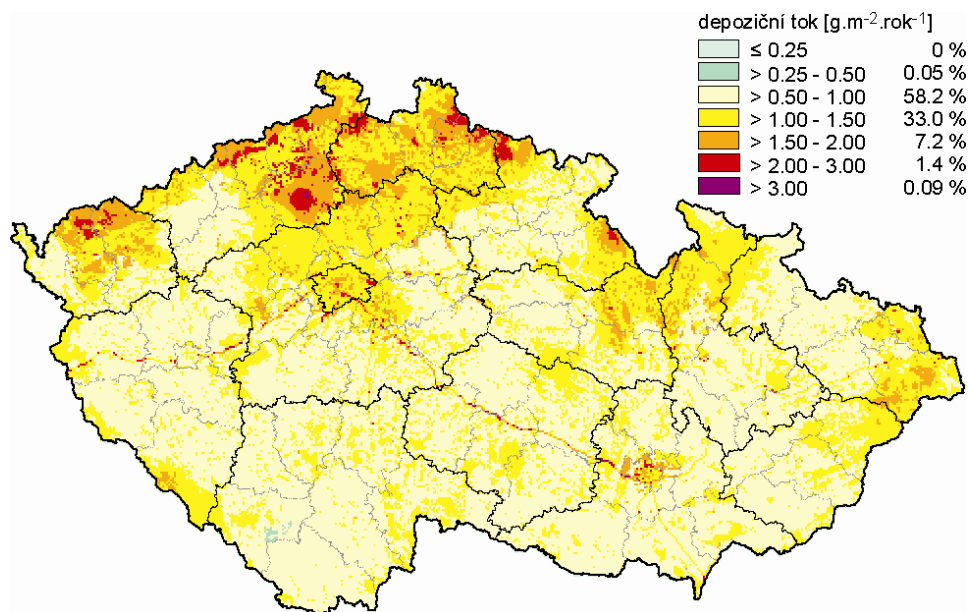 depoziční tok [g.m⁻².rok⁻¹]
≤ 0.25 0 %
> 0.25 - 0.50 0.05 %
> 0.50 - 1.00 58.2 %
> 1.00 - 1.50 33.0 %
> 1.50 - 2.00 7.2 %
> 2.00 - 3.00 1.4 %
> 3.00 0.09 %